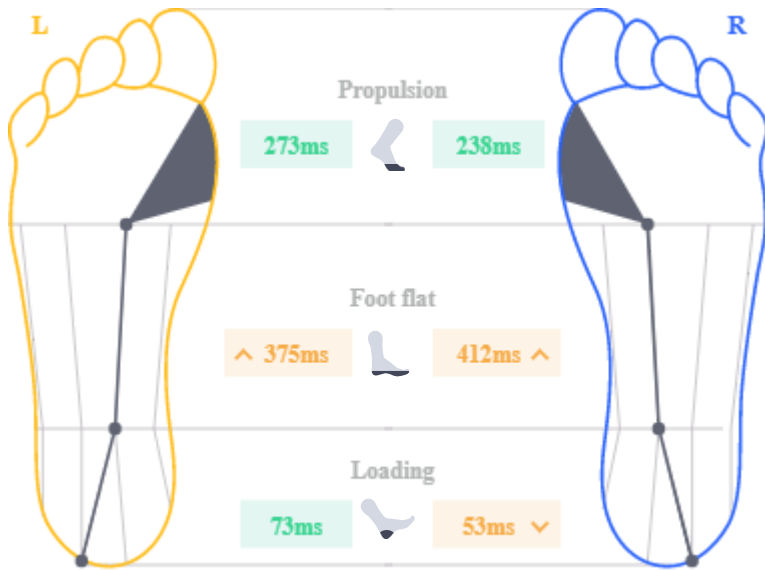 L R
Propulsion
273ms 238ms
Foot flat
375ms 412ms
Loading
73ms 53ms